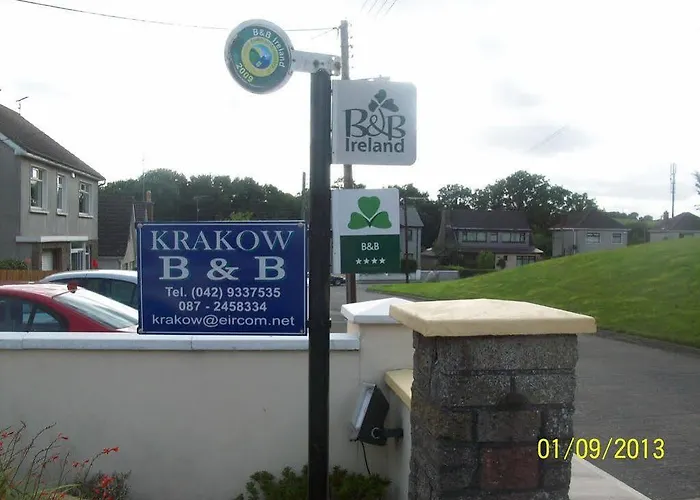 B&B Ireland
2009
B&B
Ireland
B&B
★★★★
KRAKOW
B & B
Tel. (042) 9337535
087 - 2458334
krakow@eircom.net
01/09/2013